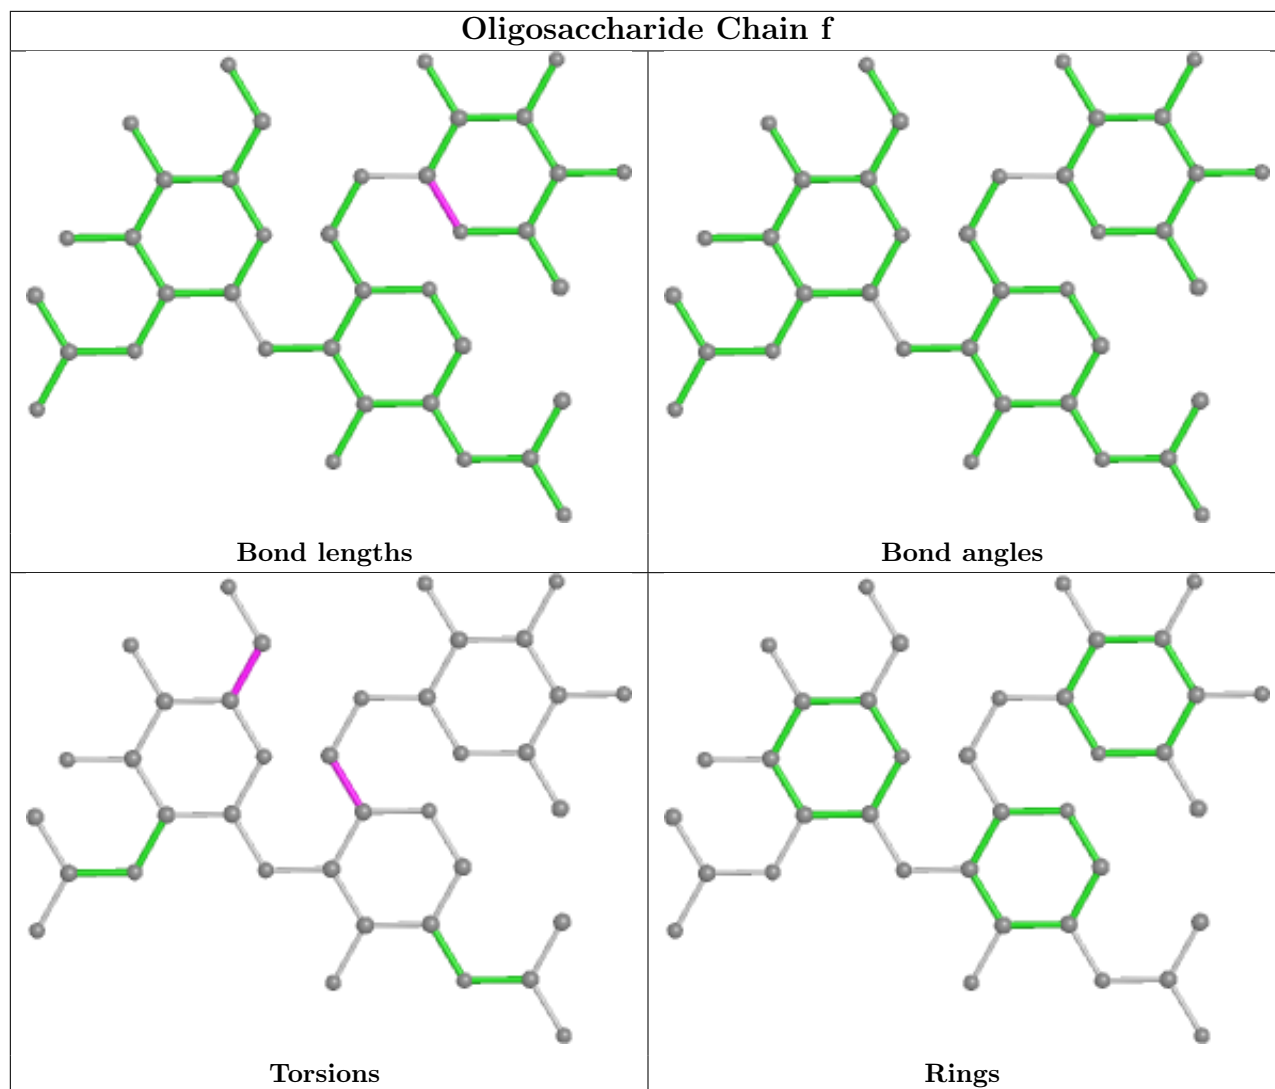 Oligosaccharide Chain f
Bond lengths
Bond angles
Torsions
Rings